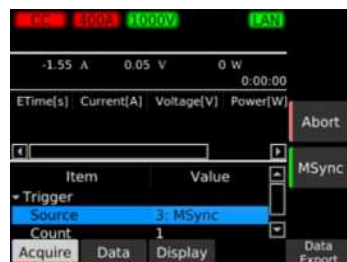 CC 400A 1000V LAN
-1.55 A 0.05 V 0 W
0:00:00
ETime[s] Current[A] Voltage[V] Power[W]
Abort
MSync
Item Value
Trigger
Source 3: MSync
Count 1
Acquire Data Display Data Export